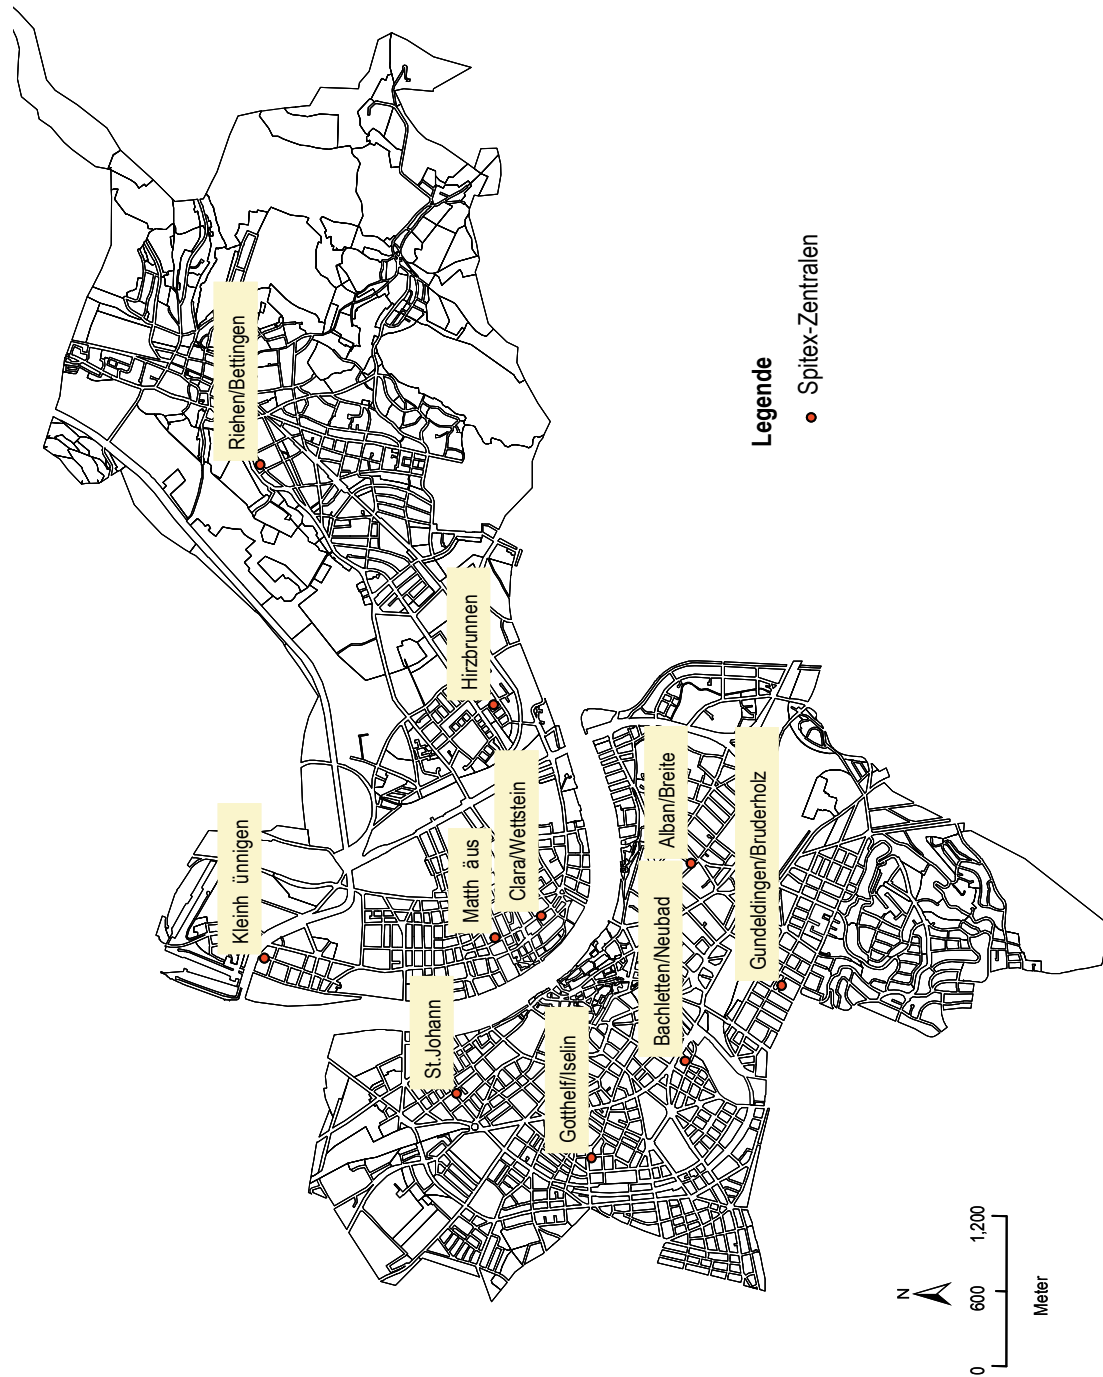 Riehen/Bettingen
Hirzbrunnen
Kleinh ünnigen
Matth äus
Clara/Wettstein
St.Johann
Alban/Breite
Gundeldingen/Bruderholz
Bachletten/Neubad
Gotthelf/Iselin
Legende
Spitex-Zentralen
N
0 600 1,200
Meter